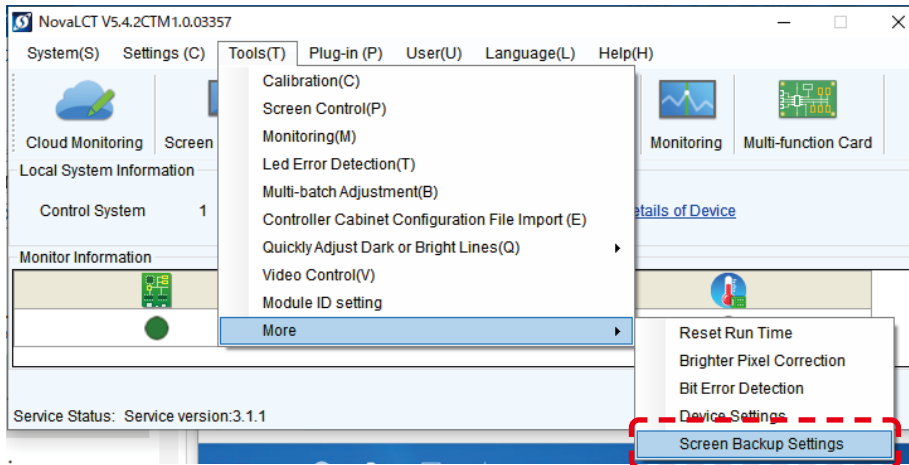 NovaLCT V5.4.2CTM1.0.03357
System(S) Settings (C) Tools(T) Plug-in (P) User(U) Language(L) Help(H)
Calibration(C)
Screen Control(P)
Monitoring(M)
Led Error Detection(T)
Multi-batch Adjustment(B)
Controller Cabinet Configuration File Import (E)
Quickly Adjust Dark or Bright Lines(Q)
Video Control(V)
Module ID setting
More
Cloud Monitoring Screen Monitoring Multi-function Card
Local System Information
Control System 1 etails of Device
Monitor Information
Reset Run Time
Brighter Pixel Correction
Bit Error Detection
Device Settings
Screen Backup Settings
Service Status: Service version:3.1.1